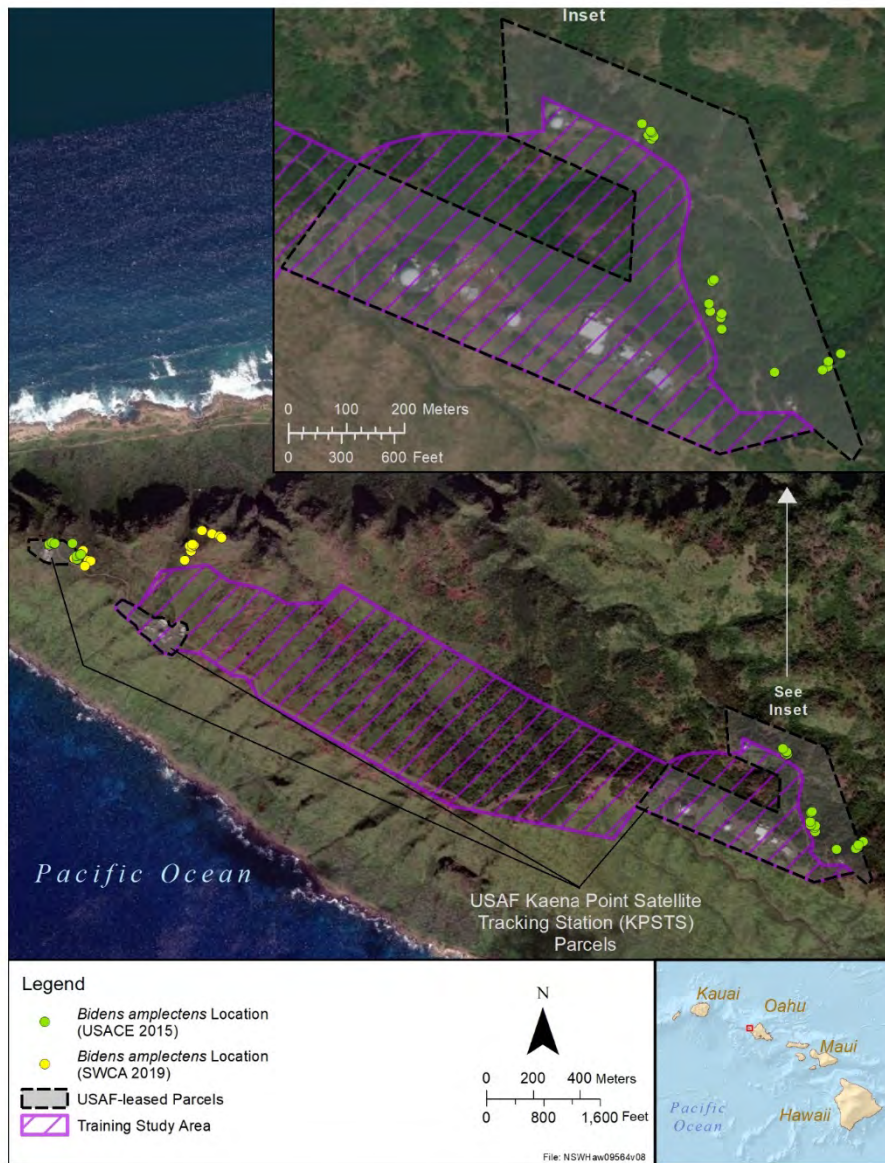 Inset
0 100 200 Meters
0 300 600 Feet
See
Inset
Pacific Ocean
USAF Kaena Point Satellite
Tracking Station (KPSTS)
Parcels
Legend
Bidens amplectens Location
(USACE 2015)
Bidens amplectens Location
(SWCA 2019)
USAF-leased Parcels
Training Study Area
N
0 200 400 Meters
0 800 1,600 Feet
File: NSWHaw09564v08
Kauai
Oahu
Maui
Hawaii
Pacific
Ocean